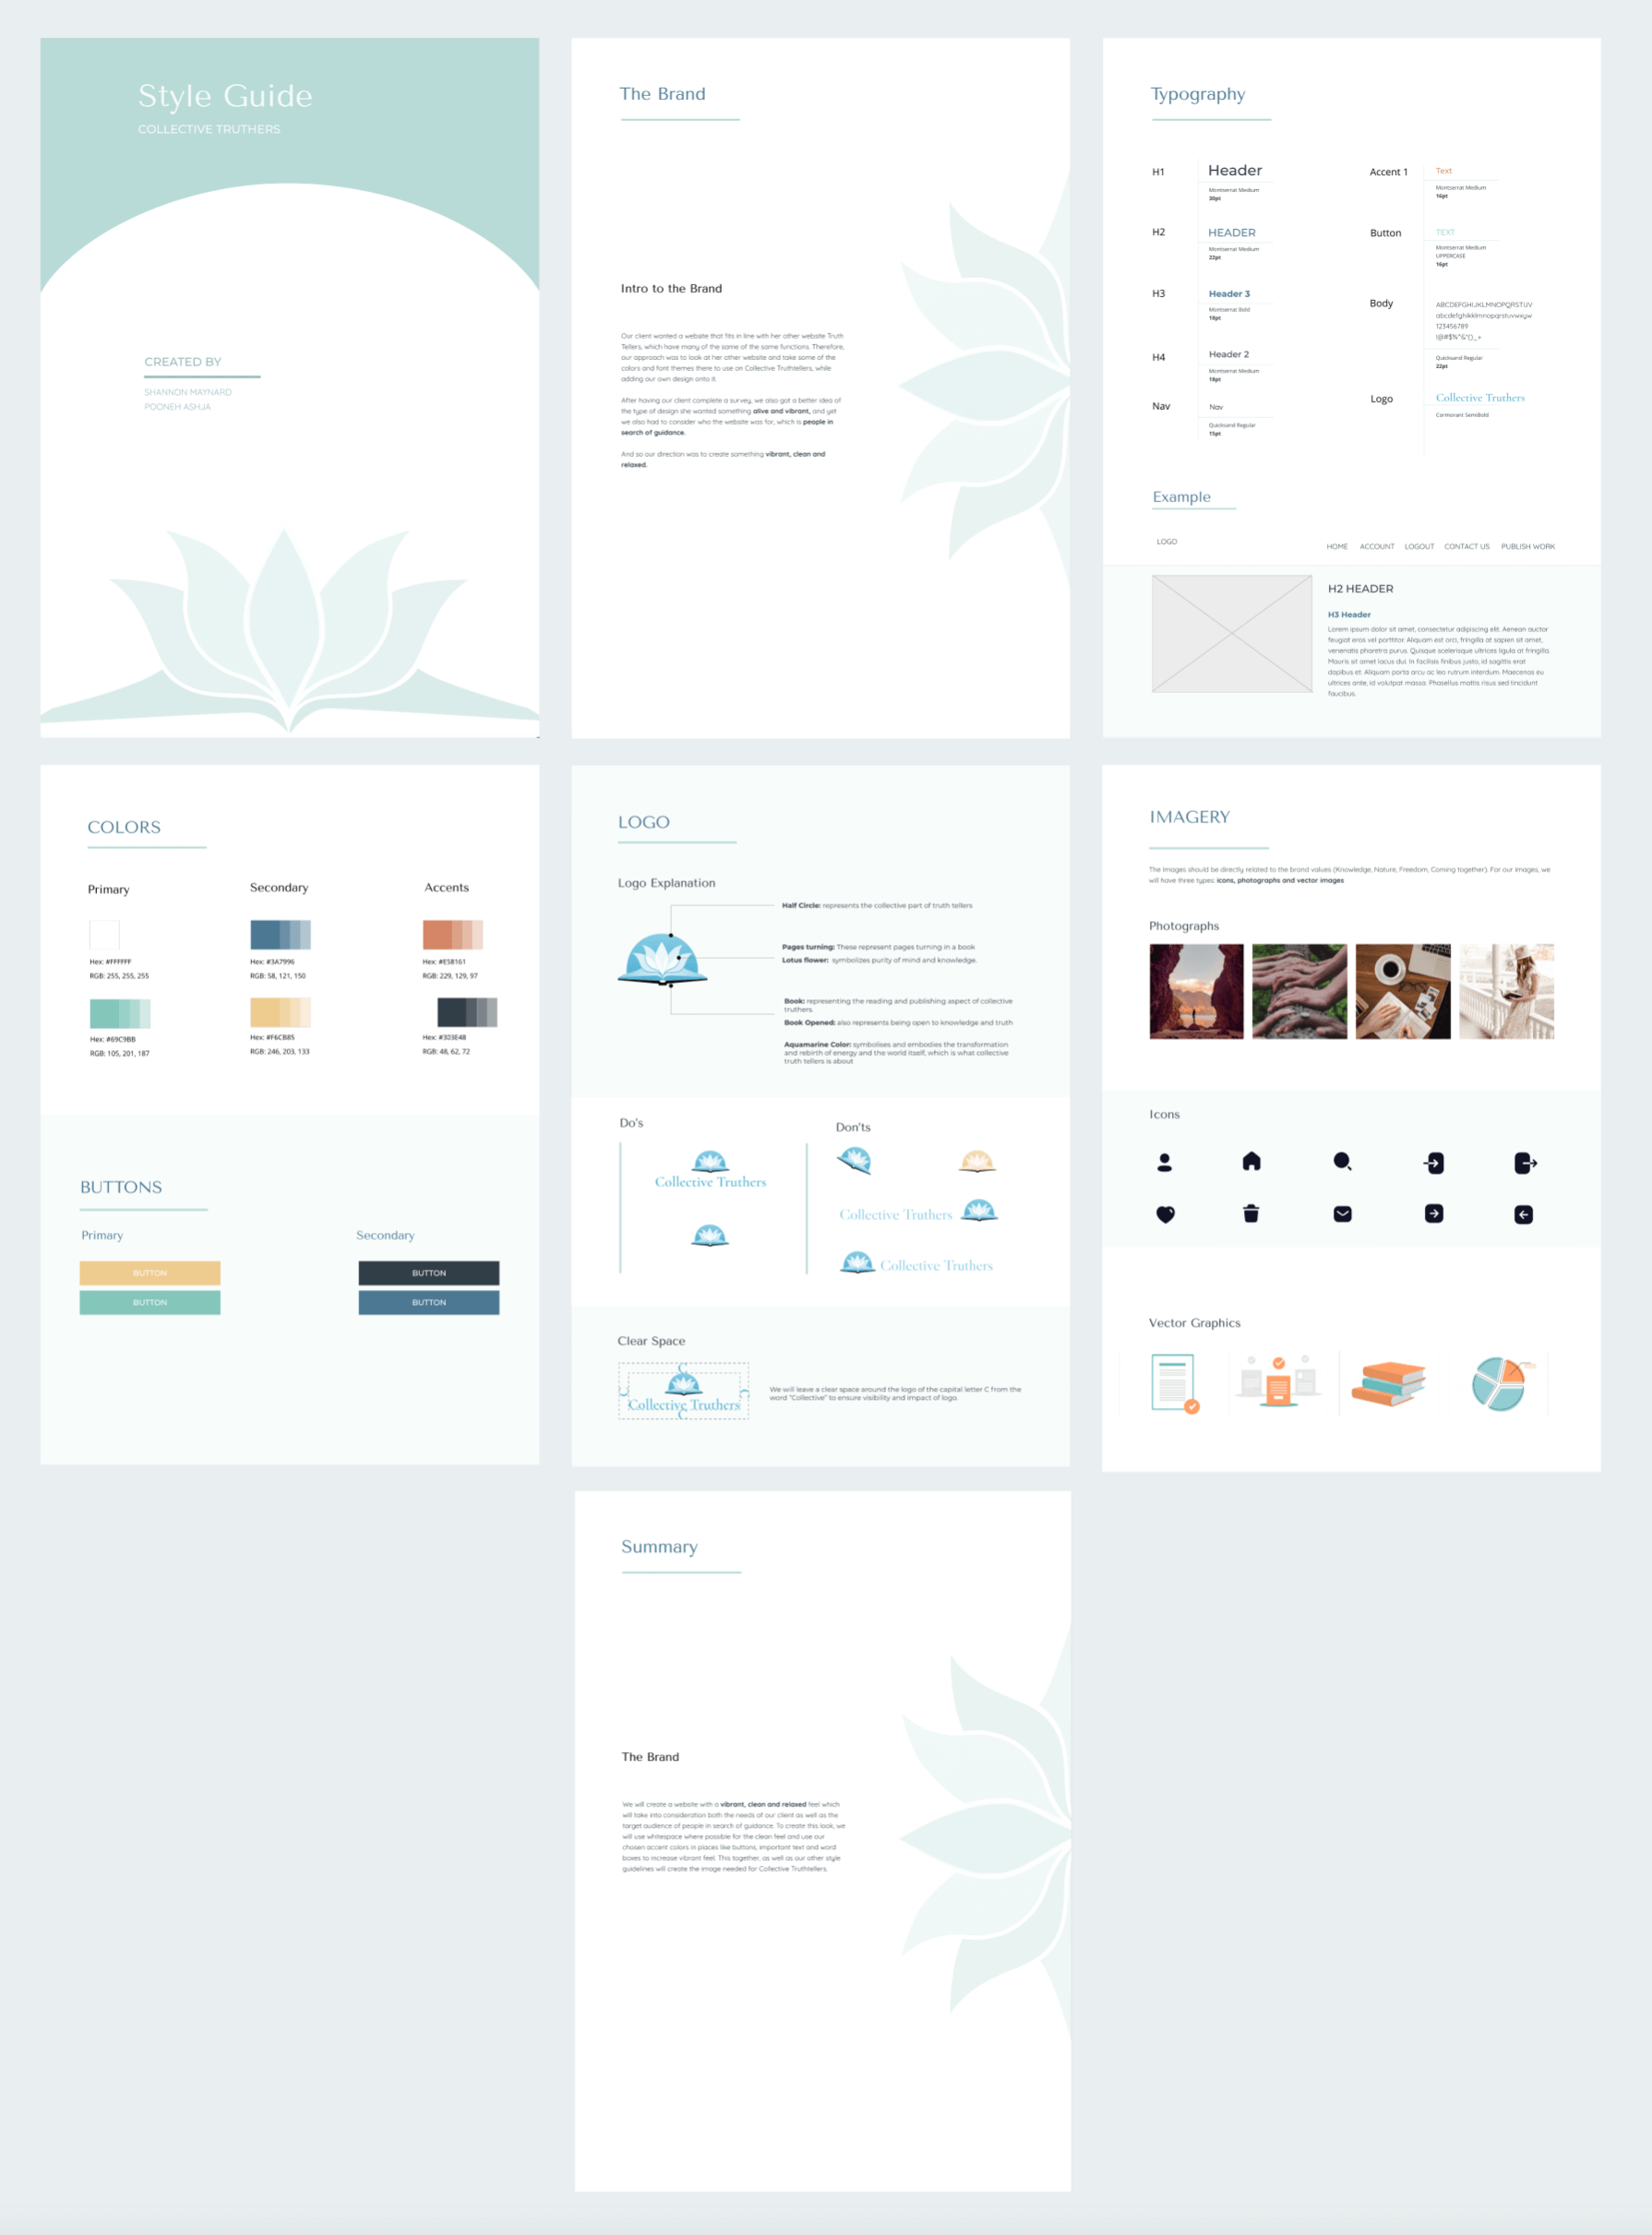 Style Guide
COLLECTIVE TRUTHERS
CREATED BY
SHANNON MAYNARD
POONEH ASHJA
The Brand
Intro to the Brand
Our client wanted a website that fits in line with her other website Truth
Tellers, which have many of the same of the same functions. Therefore,
our approach was to look at her other website and take some of the
colors and font themes there to use on Collective Truthtellers, while
adding our own design onto it.
After having our client complete a survey, we also got a better idea of
the type of design she wanted something alive and vibrant, and yet
we also had to consider who the website was for, which is people in
search of guidance.
And so our direction was to create something vibrant, clean and
relaxed.
Typography
H1
Header
Montserrat Medium
30pt
H2
HEADER
Montserrat Medium
22pt
H3
Header 3
Montserrat Bold
18pt
H4
Header 2
Montserrat Medium
18pt
Nav
Nav
Quicksand Regular
15pt
Accent 1
Text
Montserrat Medium
16pt
Button
TEXT
Montserrat Medium
UPPERCASE
16pt
Body
ABCDEFGHIJKLMNOPQRSTUV
abcdefghikklmnopqrstuvwxyw
123456789
!@#$%^&*()_+
Quicksand Regular
22pt
Logo
Collective Truthers
Cormorant SemiBold
Example
LOGO
HOME ACCOUNT LOGOUT CONTACT US PUBLISH WORK
H2 HEADER
H3 Header
Lorem ipsum dolor sit amet, consectetur adipiscing elit. Aenean auctor
feugiat eros vel porttitor. Aliquam est orci, fringilla at sapien sit amet,
venenatis pharetra purus. Quisque scelerisque ultrices ligula at fringilla.
Mauris sit amet lacus dui. In facilisis finibus justo, id sagittis erat
dapibus et. Aliquam porta arcu ac leo rutrum interdum. Maecenas eu
ultrices ante, id volutpat massa. Phasellus mattis risus sed tincidunt
faucibus.
COLORS
Primary
Hex: #FFFFFF
RGB: 255, 255, 255
Hex: #69C9BB
RGB: 105, 201, 187
Secondary
Hex: #3A7996
RGB: 58, 121, 150
Hex: #F6CB85
RGB: 246, 203, 133
Accents
Hex: #E58161
RGB: 229, 129, 97
Hex: #303E48
RGB: 48, 62, 72
BUTTONS
Primary
BUTTON
BUTTON
Secondary
BUTTON
BUTTON
LOGO
Logo Explanation
Half Circle: represents the collective part of truth tellers
Pages turning: These represent pages turning in a book
Lotus flower: symbolizes purity of mind and knowledge.
Book: representing the reading and publishing aspect of collective
truthers.
Book Opened: also represents being open to knowledge and truth
Aquamarine Color: symbolises and embodies the transformation
and rebirth of energy and the world itself, which is what collective
truth tellers is about
Do's
Collective Truthers
Don'ts
Collective Truthers
Collective Truthers
Clear Space
Collective Truthers
We will leave a clear space around the logo of the capital letter C from the
word "Collective" to ensure visibility and impact of logo.
IMAGERY
The Images should be directly related to the brand values (Knowledge, Nature, Freedom, Coming together). For our images, we
will have three types: icons, photographs and vector images
Photographs
Icons
Vector Graphics
Summary
The Brand
We will create a website with a vibrant, clean and relaxed feel which
will take into consideration both the needs of our client as well as the
target audience of people in search of guidance. To create this look, we
will use whitespace where possible for the clean feel and use our
chosen accent colors in places like buttons, important text and word
boxes to increase vibrant feel. This together, as well as our other style
guidelines will create the image needed for Collective Truthtellers.